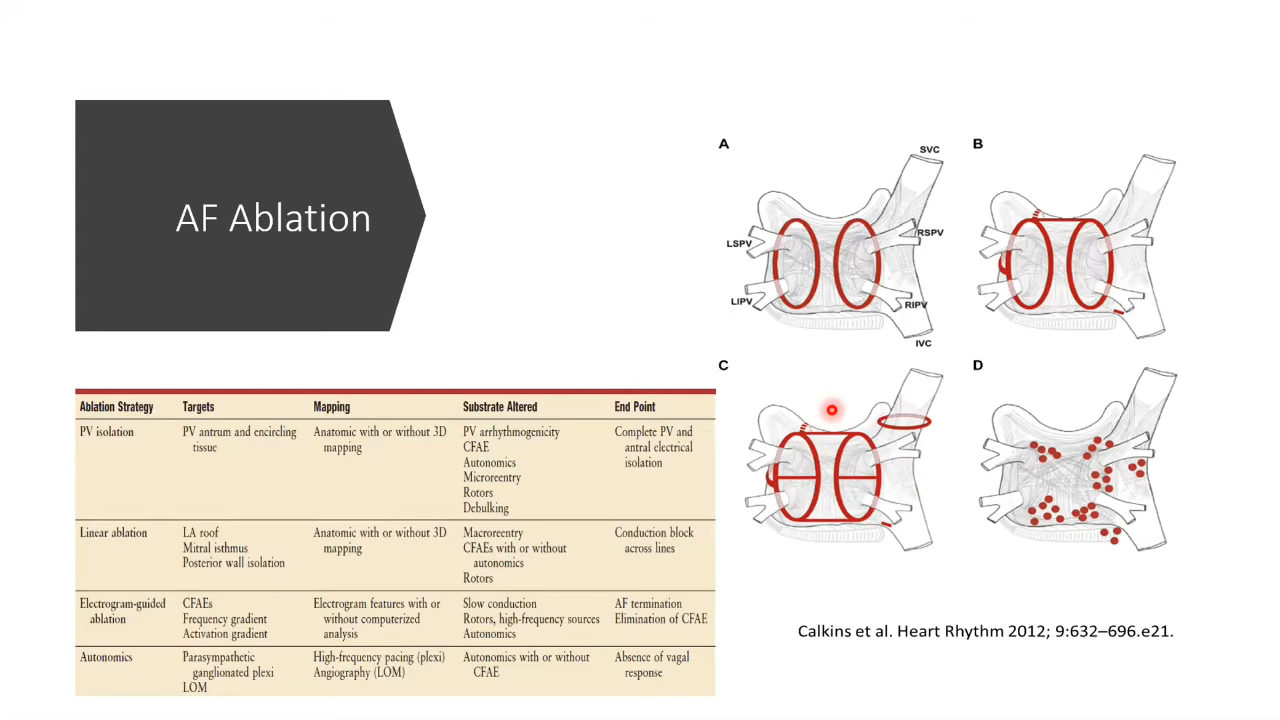 AF Ablation
A
SVC
LSPV
RSPV
LIPV
RIPV
IVC
B
C
D
Ablation Strategy Targets Mapping Substrate Altered End Point
PV isolation PV antrum and encircling Anatomic with or without 3D PV arrhythmogenicity Complete PV and
tissue mapping CFAE antral electrical
Autonomics isolation
Microreentry
Rotors
Debulking
Linear ablation LA roof Anatomic with or without 3D Macroreentry Conduction block
Mitral isthmus mapping CFAEs with or without across lines
Posterior wall isolation autonomics
Rotors
Electrogram-guided CFAEs Electrogram features with or Slow conduction AF termination
ablation Frequency gradient without computerized Rotors, high-frequency sources Elimination of CFAE
Activation gradient analysis Autonomics
Autonomics Parasympathetic High-frequency pacing (plexi) Autonomics with or without Absence of vagal
ganglionated plexi Angiography (LOM) CFAE response
LOM
Calkins et al. Heart Rhythm 2012; 9:632–696.e21.